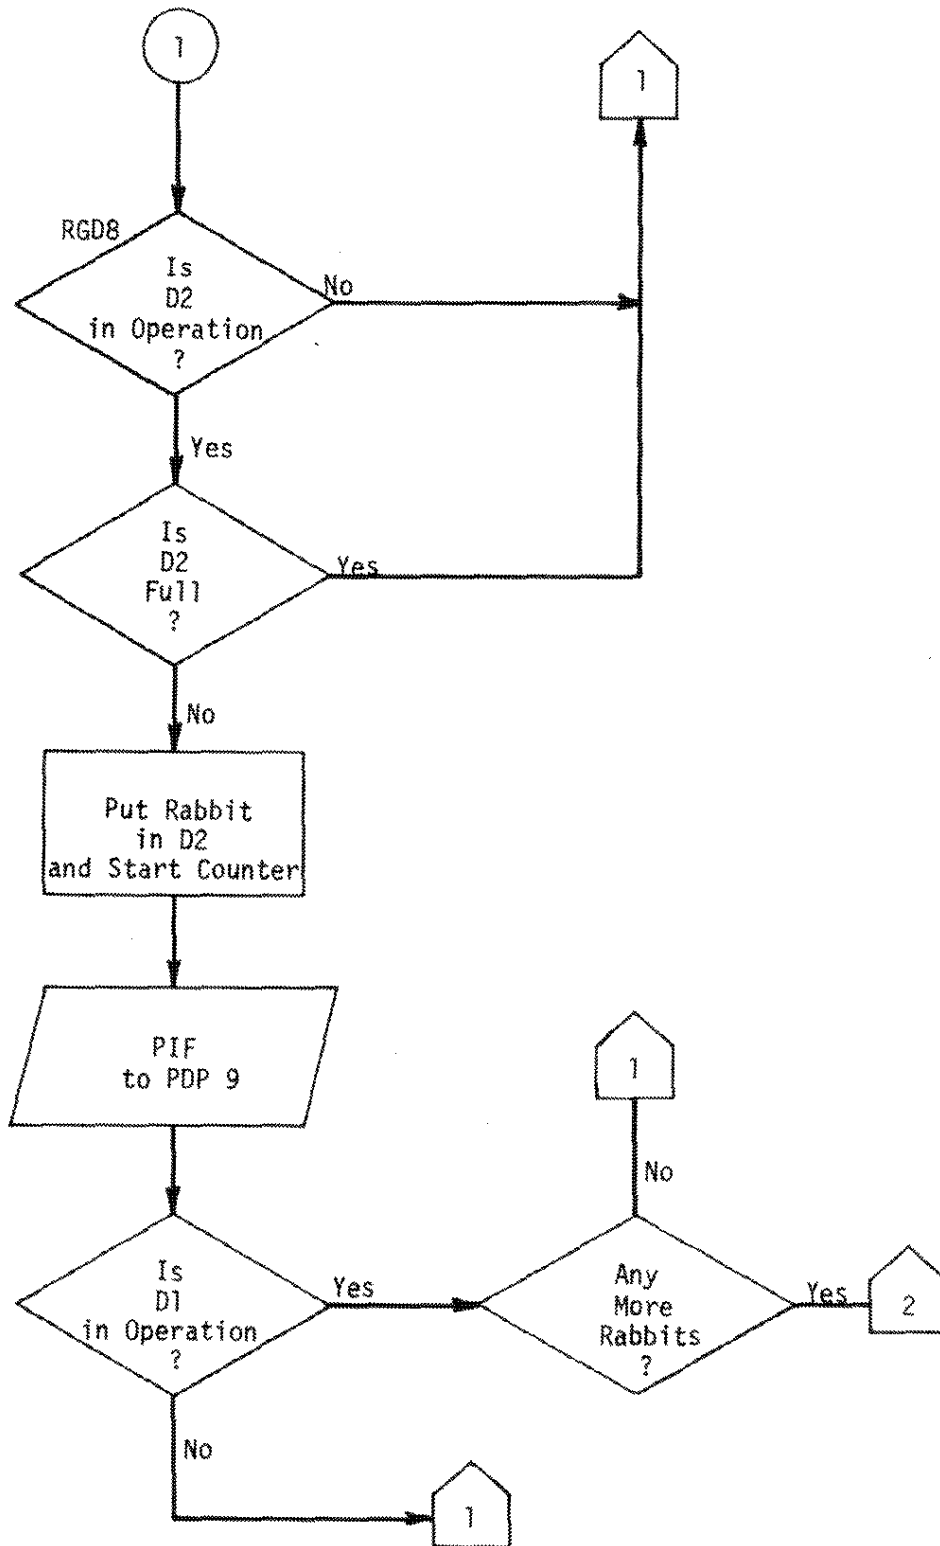 1
1
RGD8
Is
D2
in Operation
?
No
Yes
Is
D2
Full
?
Yes
No
Put Rabbit
in D2
and Start Counter
PIF
to PDP 9
1
No
Is
D1
in Operation
?
Yes
Any
More
Rabbits
?
Yes
2
No
1